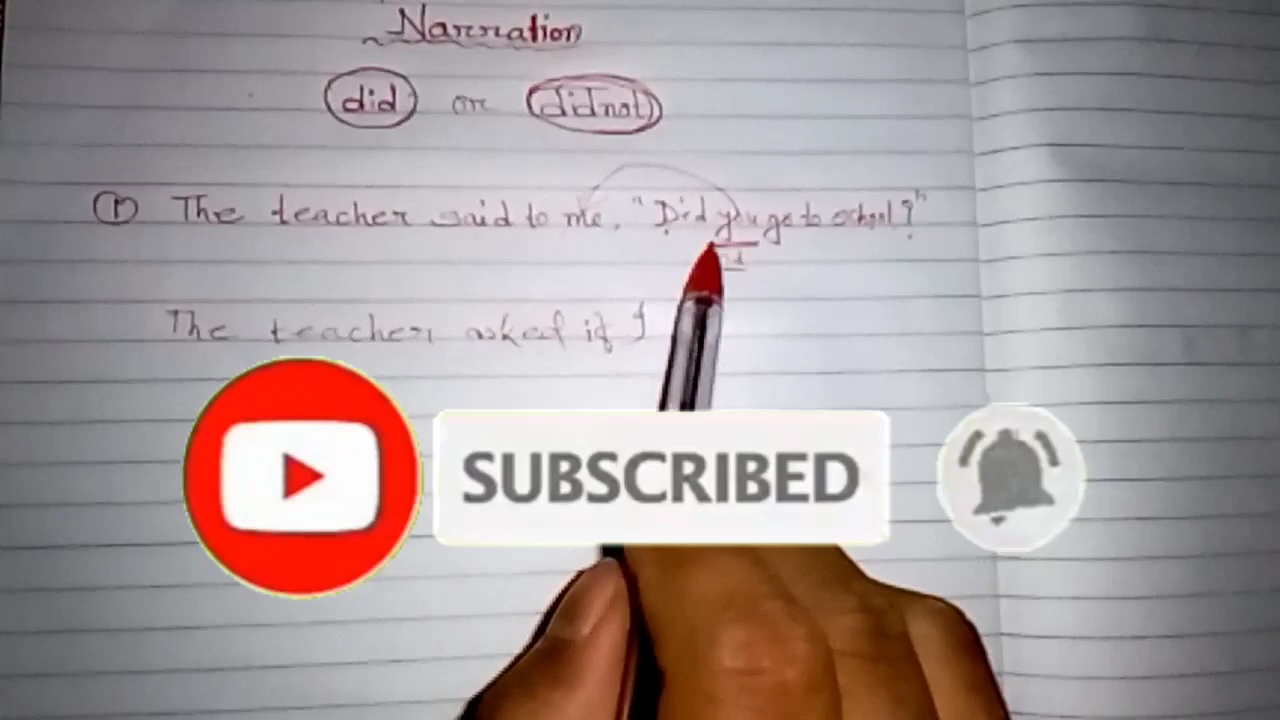 Narration
did or didnot
① The teacher said to me, "Did you go to school?"
The teacher asked if I
SUBSCRIBED